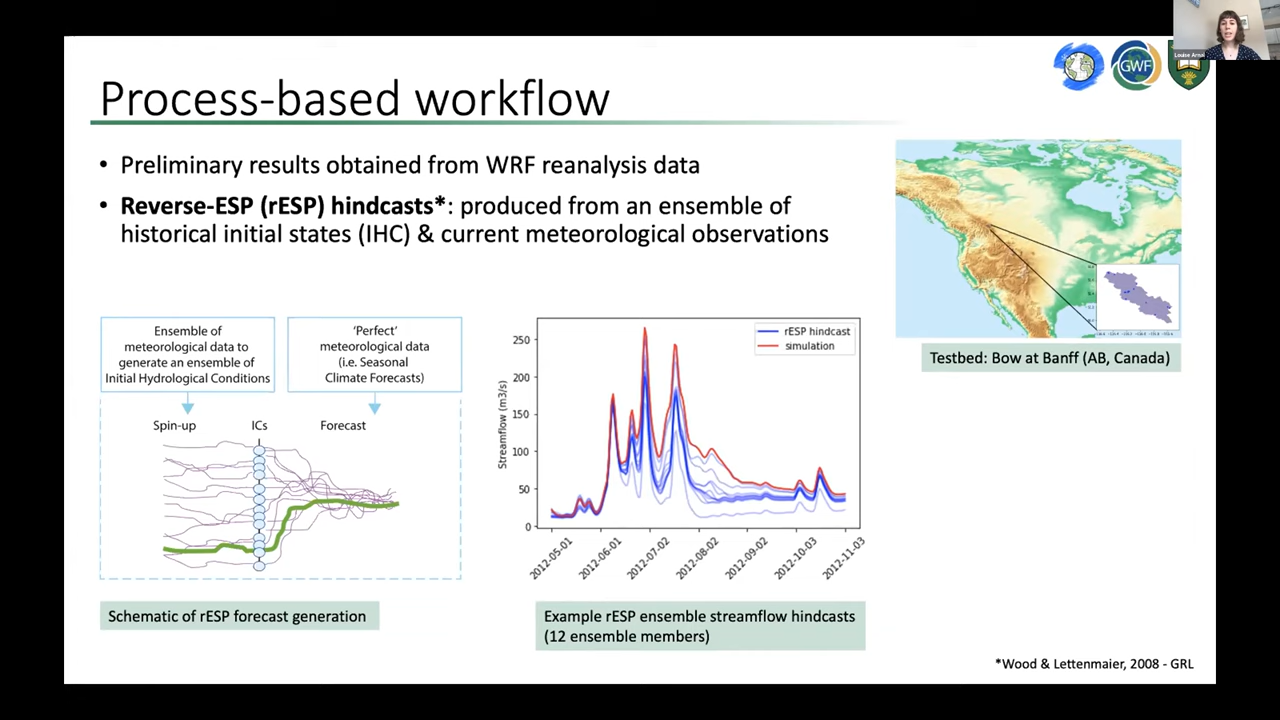 Louise Arnal
GWF
Process-based workflow
• Preliminary results obtained from WRF reanalysis data
• Reverse-ESP (rESP) hindcasts*: produced from an ensemble of
historical initial states (IHC) & current meteorological observations
Testbed: Bow at Banff (AB, Canada)
Ensemble of
meteorological data to
generate an ensemble of
Initial Hydrological Conditions
'Perfect'
meteorological data
(i.e. Seasonal
Climate Forecasts)
Spin-up
ICs
Forecast
Schematic of rESP forecast generation
rESP hindcast
simulation
Streamflow (m3/s)
250
200
150
100
50
0
2012-05-01
2012-06-01
2012-07-02
2012-08-02
2012-09-02
2012-10-03
2012-11-03
Example rESP ensemble streamflow hindcasts
(12 ensemble members)
*Wood & Lettenmaier, 2008 - GRL